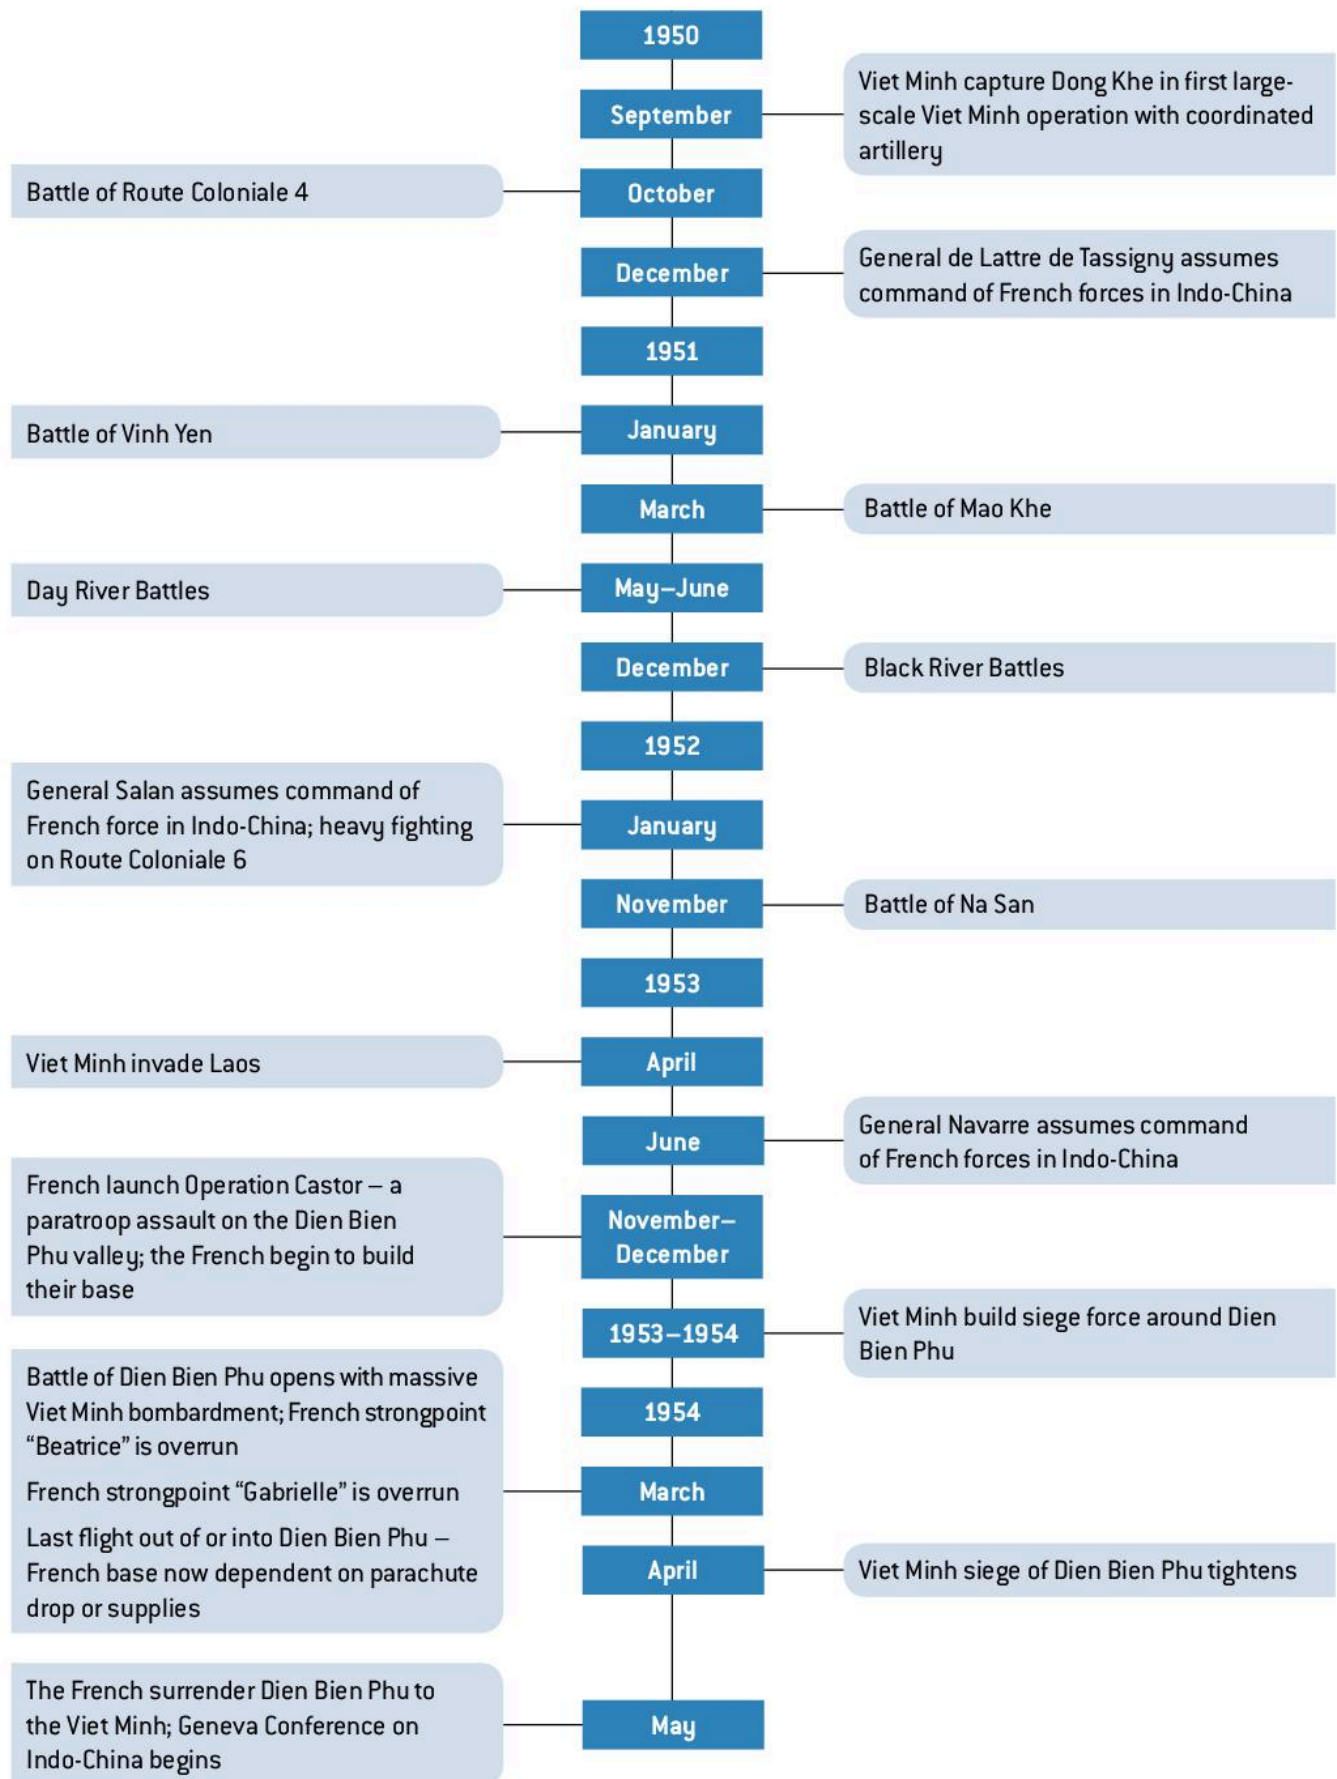 1950
September
Viet Minh capture Dong Khe in first large-
scale Viet Minh operation with coordinated
artillery
Battle of Route Coloniale 4
October
December
General de Lattre de Tassigny assumes
command of French forces in Indo-China
1951
Battle of Vinh Yen
January
March
Battle of Mao Khe
Day River Battles
May–June
December
Black River Battles
1952
General Salan assumes command of
French force in Indo-China; heavy fighting
on Route Coloniale 6
January
November
Battle of Na San
1953
Viet Minh invade Laos
April
June
General Navarre assumes command
of French forces in Indo-China
French launch Operation Castor – a
paratroop assault on the Dien Bien
Phu valley; the French begin to build
their base
November–
December
1953–1954
Viet Minh build siege force around Dien
Bien Phu
1954
Battle of Dien Bien Phu opens with massive
Viet Minh bombardment; French strongpoint
“Beatrice” is overrun
French strongpoint “Gabrielle” is overrun
Last flight out of or into Dien Bien Phu –
French base now dependent on parachute
drop or supplies
March
April
Viet Minh siege of Dien Bien Phu tightens
The French surrender Dien Bien Phu to
the Viet Minh; Geneva Conference on
Indo-China begins
May